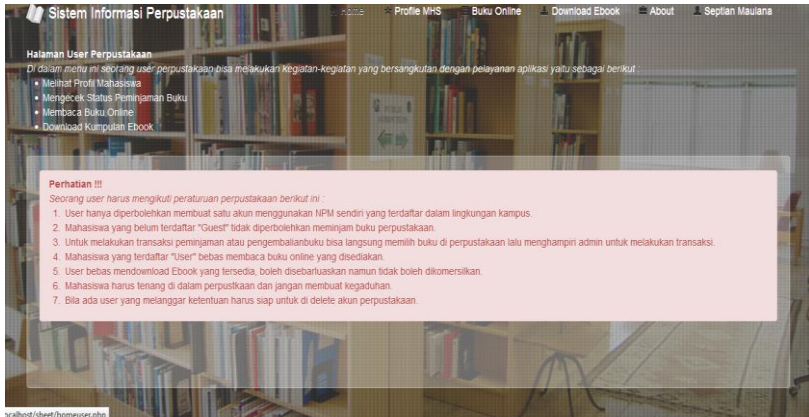 Sistem Informasi Perpustakaan
Home Profile MHS Buku Online Download Ebook About Septian Maulana
Halaman User Perpustakaan
Di dalam menu ini seorang user perpustakaan bisa melakukan kegiatan-kegiatan yang bersangkutan dengan pelayanan aplikasi yaitu sebagai berikut :
• Melihat Profil Mahasiswa
• Mengecek Status Peminjaman Buku
• Membaca Buku Online
• Download Kumpulan Ebook
Perhatian !!!
Seorang user harus mengikuti peraturuan perpustakaan berikut ini :
1. User hanya diperbolehkan membuat satu akun menggunakan NPM sendiri yang terdaftar dalam lingkungan kampus.
2. Mahasiswa yang belum terdaftar "Guest" tidak diperbolehkan meminjam buku perpustakaan.
3. Untuk melakukan transaksi peminjaman atau pengembalianbuku bisa langsung memilih buku di perpustakaan lalu menghampiri admin untuk melakukan transaksi.
4. Mahasiswa yang terdaftar "User" bebas membaca buku online yang disediakan.
5. User bebas mendownload Ebook yang tersedia, boleh disebarluaskan namun tidak boleh dikomersilkan.
6. Mahasiswa harus tenang di dalam perpustkaan dan jangan membuat kegaduhan.
7. Bila ada user yang melanggar ketentuan harus siap untuk di delete akun perpustakaan.
ocalhost/sheet/homeuser.php